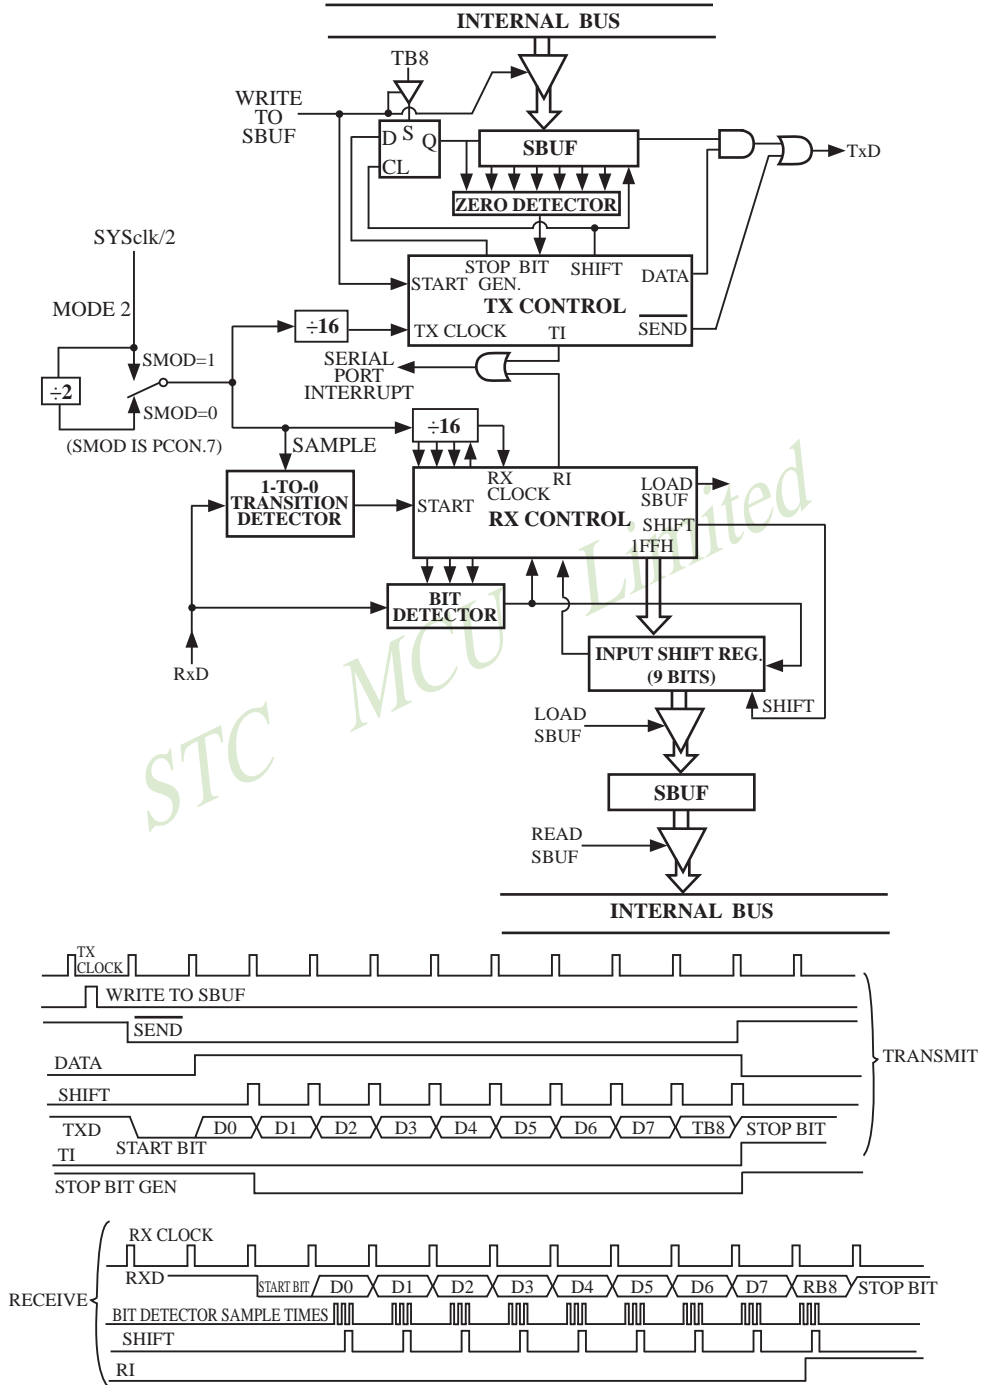 INTERNAL BUS
TB8
WRITE
TO
SBUF
D S Q
CL
SBUF
TxD
ZERO DETECTOR
SYSclk/2
STOP BIT SHIFT DATA
START GEN.
TX CONTROL
MODE 2
÷16
TX CLOCK TI SEND
SMOD=1
SERIAL
PORT
INTERRUPT
÷2
SMOD=0
(SMOD IS PCON.7)
÷16
SAMPLE
1-TO-0
TRANSITION
DETECTOR
RX RI LOAD
CLOCK SBUF
START
RX CONTROL SHIFT
1FFH
BIT
DETECTOR
RxD
INPUT SHIFT REG.
(9 BITS)
SHIFT
LOAD
SBUF
SBUF
READ
SBUF
INTERNAL BUS
STC MCU Limited
TX
CLOCK
WRITE TO SBUF
SEND
DATA
TRANSMIT
SHIFT
TXD D0 D1 D2 D3 D4 D5 D6 D7 TB8 STOP BIT
START BIT
TI
STOP BIT GEN
RX CLOCK
RXD START BIT D0 D1 D2 D3 D4 D5 D6 D7 RB8 STOP BIT
RECEIVE
BIT DETECTOR SAMPLE TIMES
SHIFT
RI